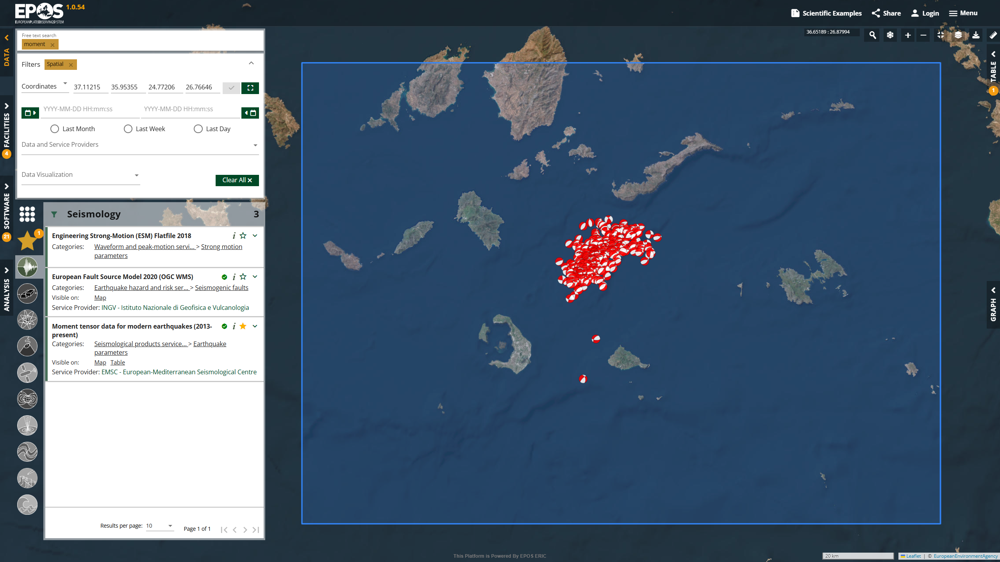 EPOS 1.0.54
EUROPEANPLATEOBSERVINGSYSTEM
Scientific Examples Share Login Menu
DATA
FACILITIES
4
SOFTWARE
21
ANALYSIS
Free text search
moment
Filters Spatial
Coordinates 37.11215 35.95355 24.77206 26.76646
YYYY-MM-DD HH:mm:ss YYYY-MM-DD HH:mm:ss
Last Month Last Week Last Day
Data and Service Providers
Data Visualization
Clear All
1
Seismology 3
Engineering Strong-Motion (ESM) Flatfile 2018
Categories: Waveform and peak-motion servi... > Strong motion
parameters
European Fault Source Model 2020 (OGC WMS)
Categories: Earthquake hazard and risk ser... > Seismogenic faults
Visible on: Map
Service Provider: INGV - Istituto Nazionale di Geofisica e Vulcanologia
Moment tensor data for modern earthquakes (2013-
present)
Categories: Seismological products service... > Earthquake
parameters
Visible on: Map Table
Service Provider: EMSC - European-Mediterranean Seismological Centre
Results per page: 10 Page 1 of 1
36.65189 : 26.87994
TABLE
1
GRAPH
This Platform is Powered By EPOS ERIC
20 km
Leaflet | © EuropeanEnvironmentAgency